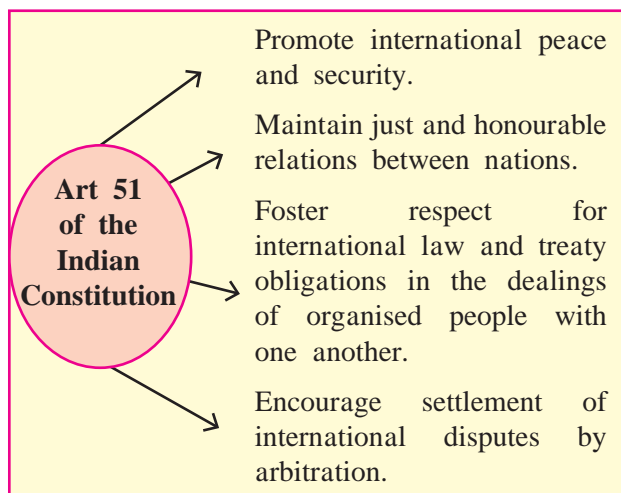 Art 51
of the
Indian
Constitution
Promote international peace
and security.
Maintain just and honourable
relations between nations.
Foster respect for
international law and treaty
obligations in the dealings
of organised people with
one another.
Encourage settlement of
international disputes by
arbitration.